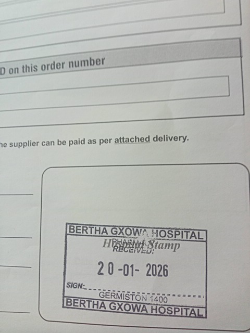 D on this order number
he supplier can be paid as per attached delivery.
BERTHA GXOWA HOSPITAL
Hospital Stamp
RECEIVED:
20-01-2026
SIGN:
GERMISTON 1400
BERTHA GXOWA HOSPITAL